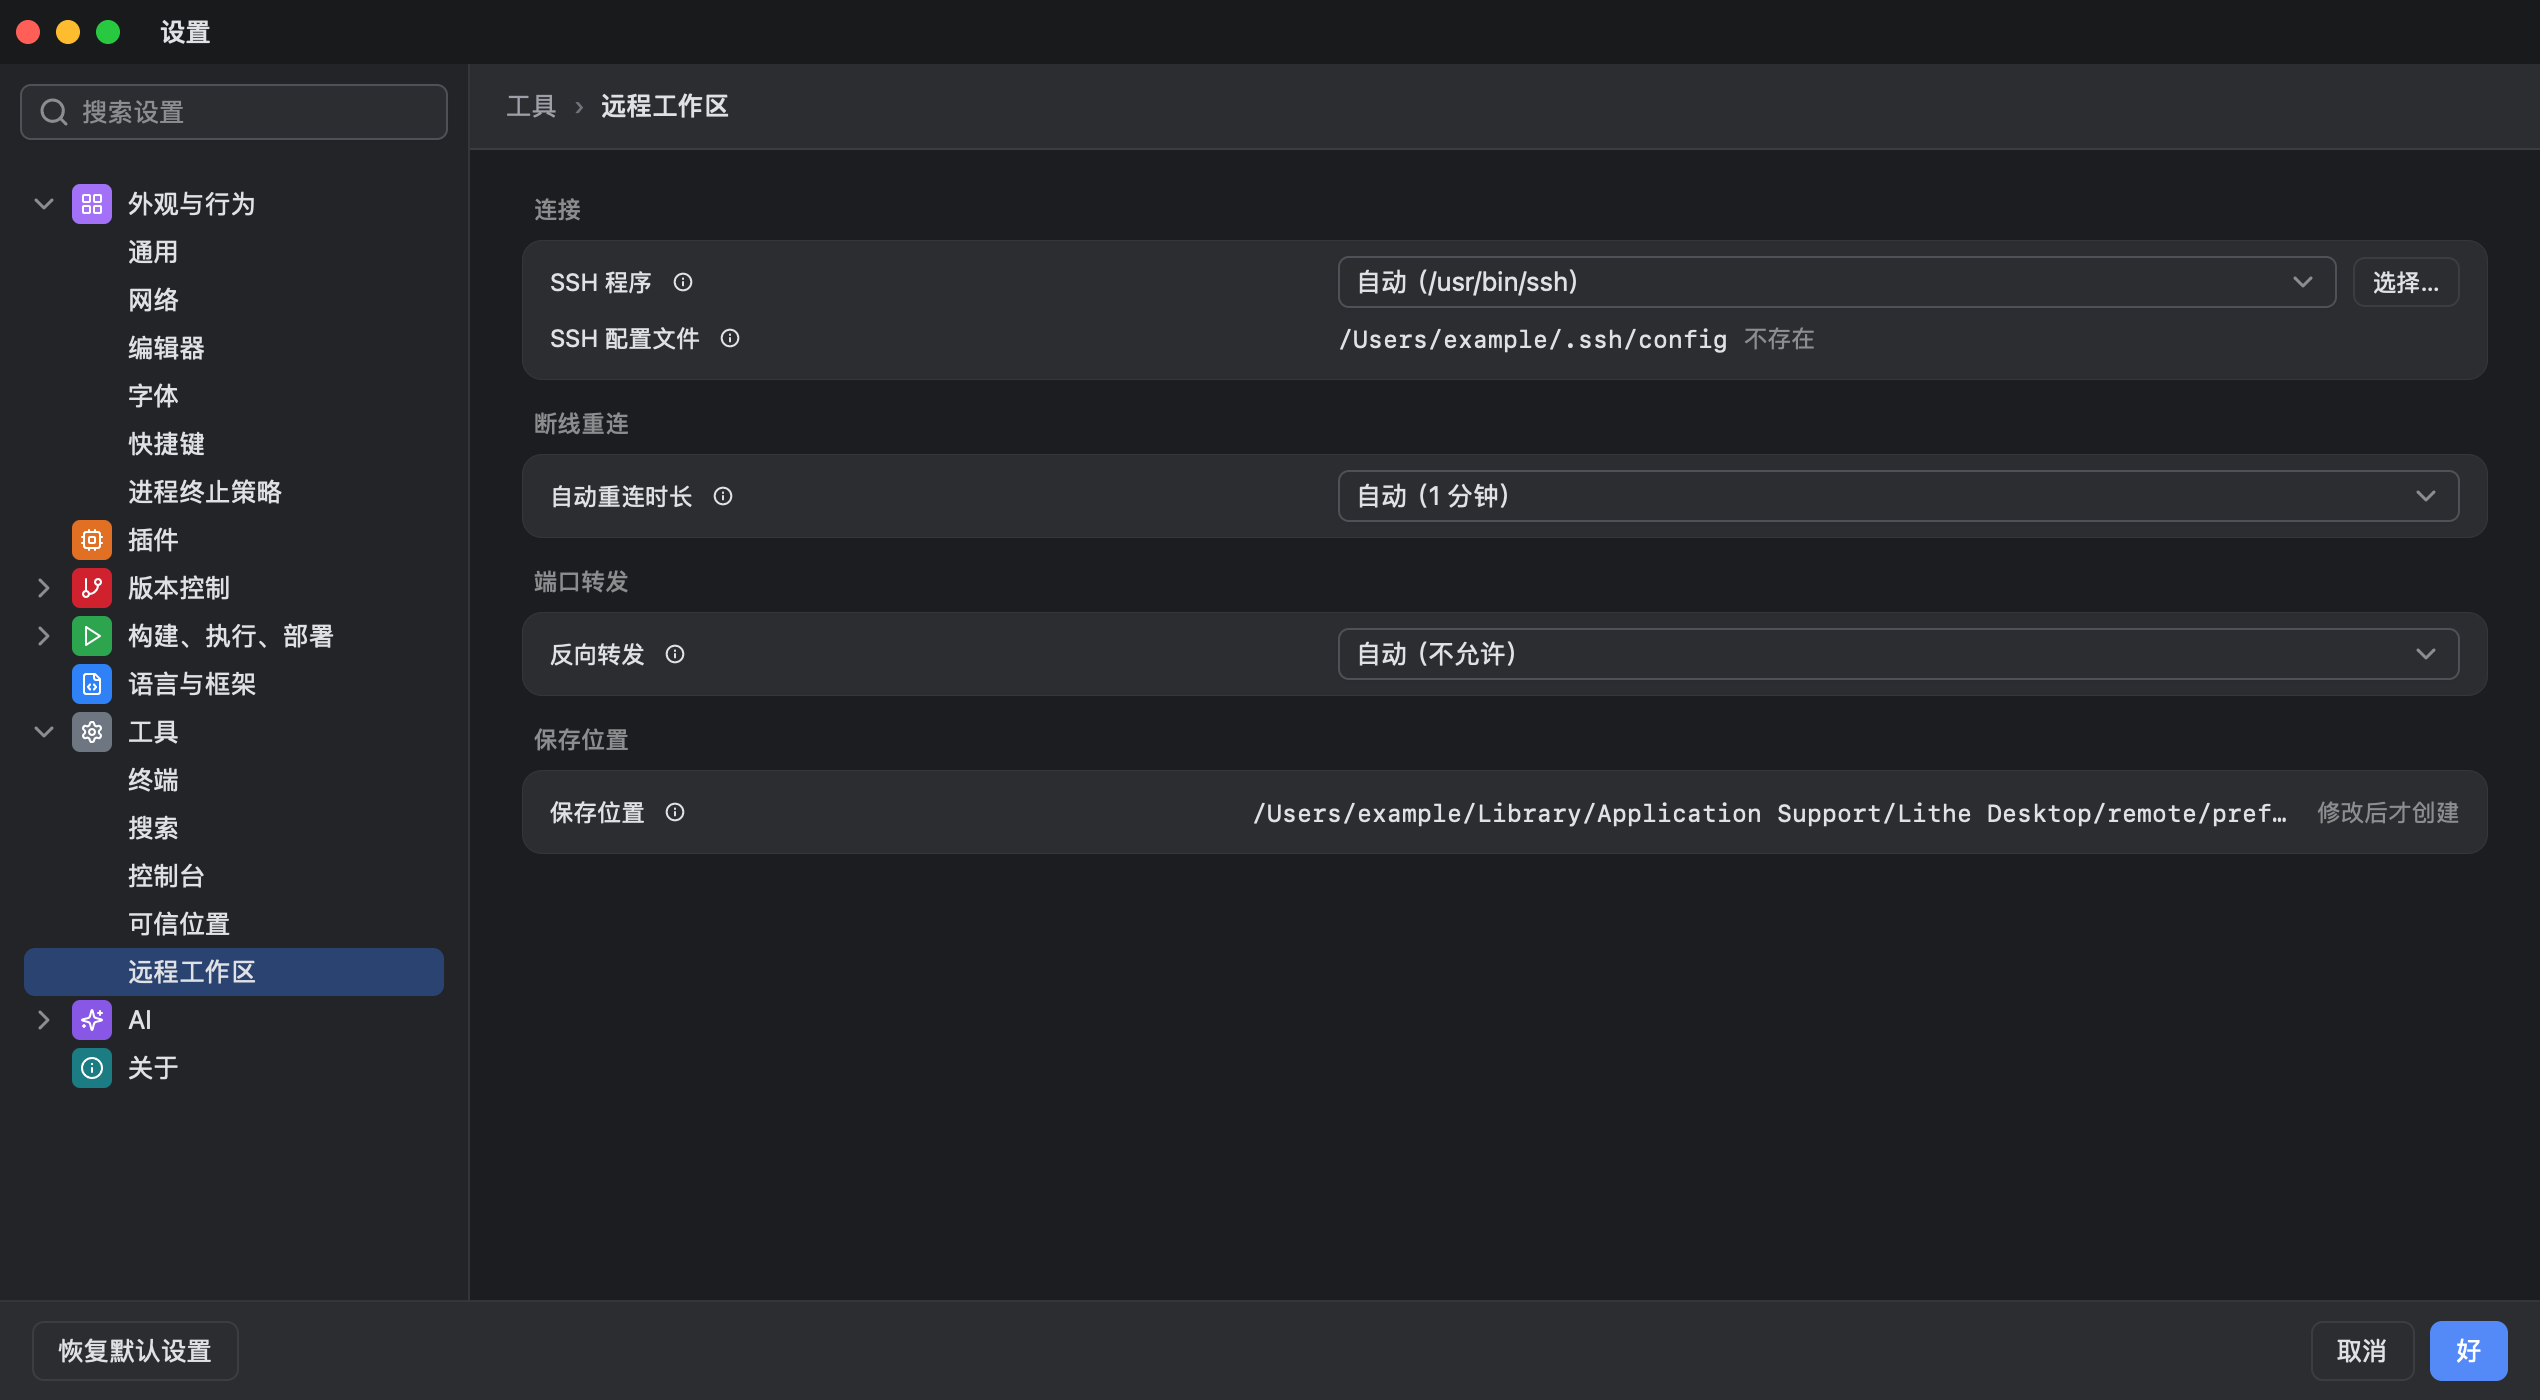 设置
搜索设置
外观与行为
通用
网络
编辑器
字体
快捷键
进程终止策略
插件
版本控制
构建、执行、部署
语言与框架
工具
终端
搜索
控制台
可信位置
远程工作区
AI
关于
工具 › 远程工作区
连接
SSH 程序 自动 (/usr/bin/ssh) 选择...
SSH 配置文件 /Users/example/.ssh/config 不存在
断线重连
自动重连时长 自动 (1 分钟)
端口转发
反向转发 自动 (不允许)
保存位置
保存位置 /Users/example/Library/Application Support/Lithe Desktop/remote/pref… 修改后才创建
恢复默认设置 取消 好